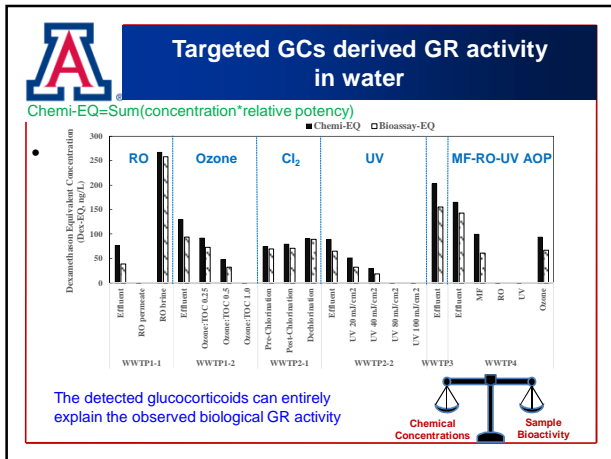 A
®
Targeted GCs derived GR activity
in water
Chemi-EQ=Sum(concentration*relative potency)
Chemi-EQ Bioassay-EQ
•
Dexamethason Equivalent Concentration
(Dex-EQ, ng/L)
300
250
200
150
100
50
0
RO
Ozone
Cl₂
UV
MF-RO-UV AOP
Effluent
RO permeate
RO brine
Effluent
Ozone:TOC 0.25
Ozone:TOC 0.5
Ozone:TOC 1.0
Pre-Chlorination
Post-Chlorination
Dechlorination
Effluent
UV 20 mJ/cm2
UV 40 mJ/cm2
UV 80 mJ/cm2
UV 100 mJ/cm2
Effluent
Effluent
MF
RO
UV
Ozone
WWTP1-1
WWTP1-2
WWTP2-1
WWTP2-2
WWTP3
WWTP4
The detected glucocorticoids can entirely
explain the observed biological GR activity
Chemical
Concentrations
Sample
Bioactivity